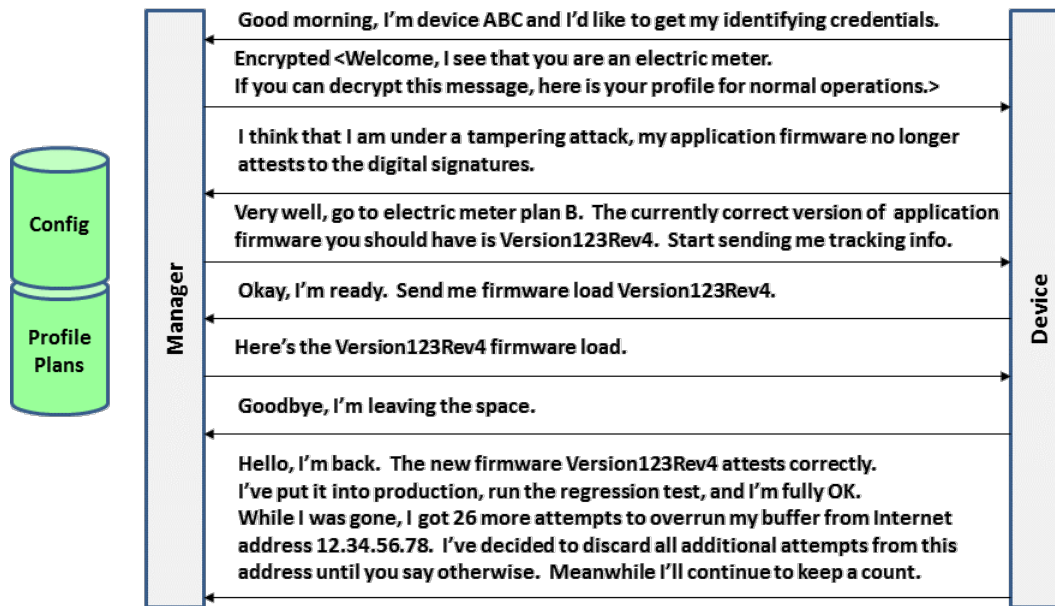 Good morning, I'm device ABC and I'd like to get my identifying credentials.
Encrypted <Welcome, I see that you are an electric meter.
If you can decrypt this message, here is your profile for normal operations.>
I think that I am under a tampering attack, my application firmware no longer
attests to the digital signatures.
Very well, go to electric meter plan B.  The currently correct version of  application
firmware you should have is Version123Rev4.  Start sending me tracking info.
Okay, I'm ready.  Send me firmware load Version123Rev4.
Here's the Version123Rev4 firmware load.
Goodbye, I'm leaving the space.
Hello, I'm back.  The new firmware Version123Rev4 attests correctly.
I've put it into production, run the regression test, and I'm fully OK.
While I was gone, I got 26 more attempts to overrun my buffer from Internet
address 12.34.56.78.  I've decided to discard all additional attempts from this
address until you say otherwise.  Meanwhile I'll continue to keep a count.
Config
Profile
Plans
Manager
Device